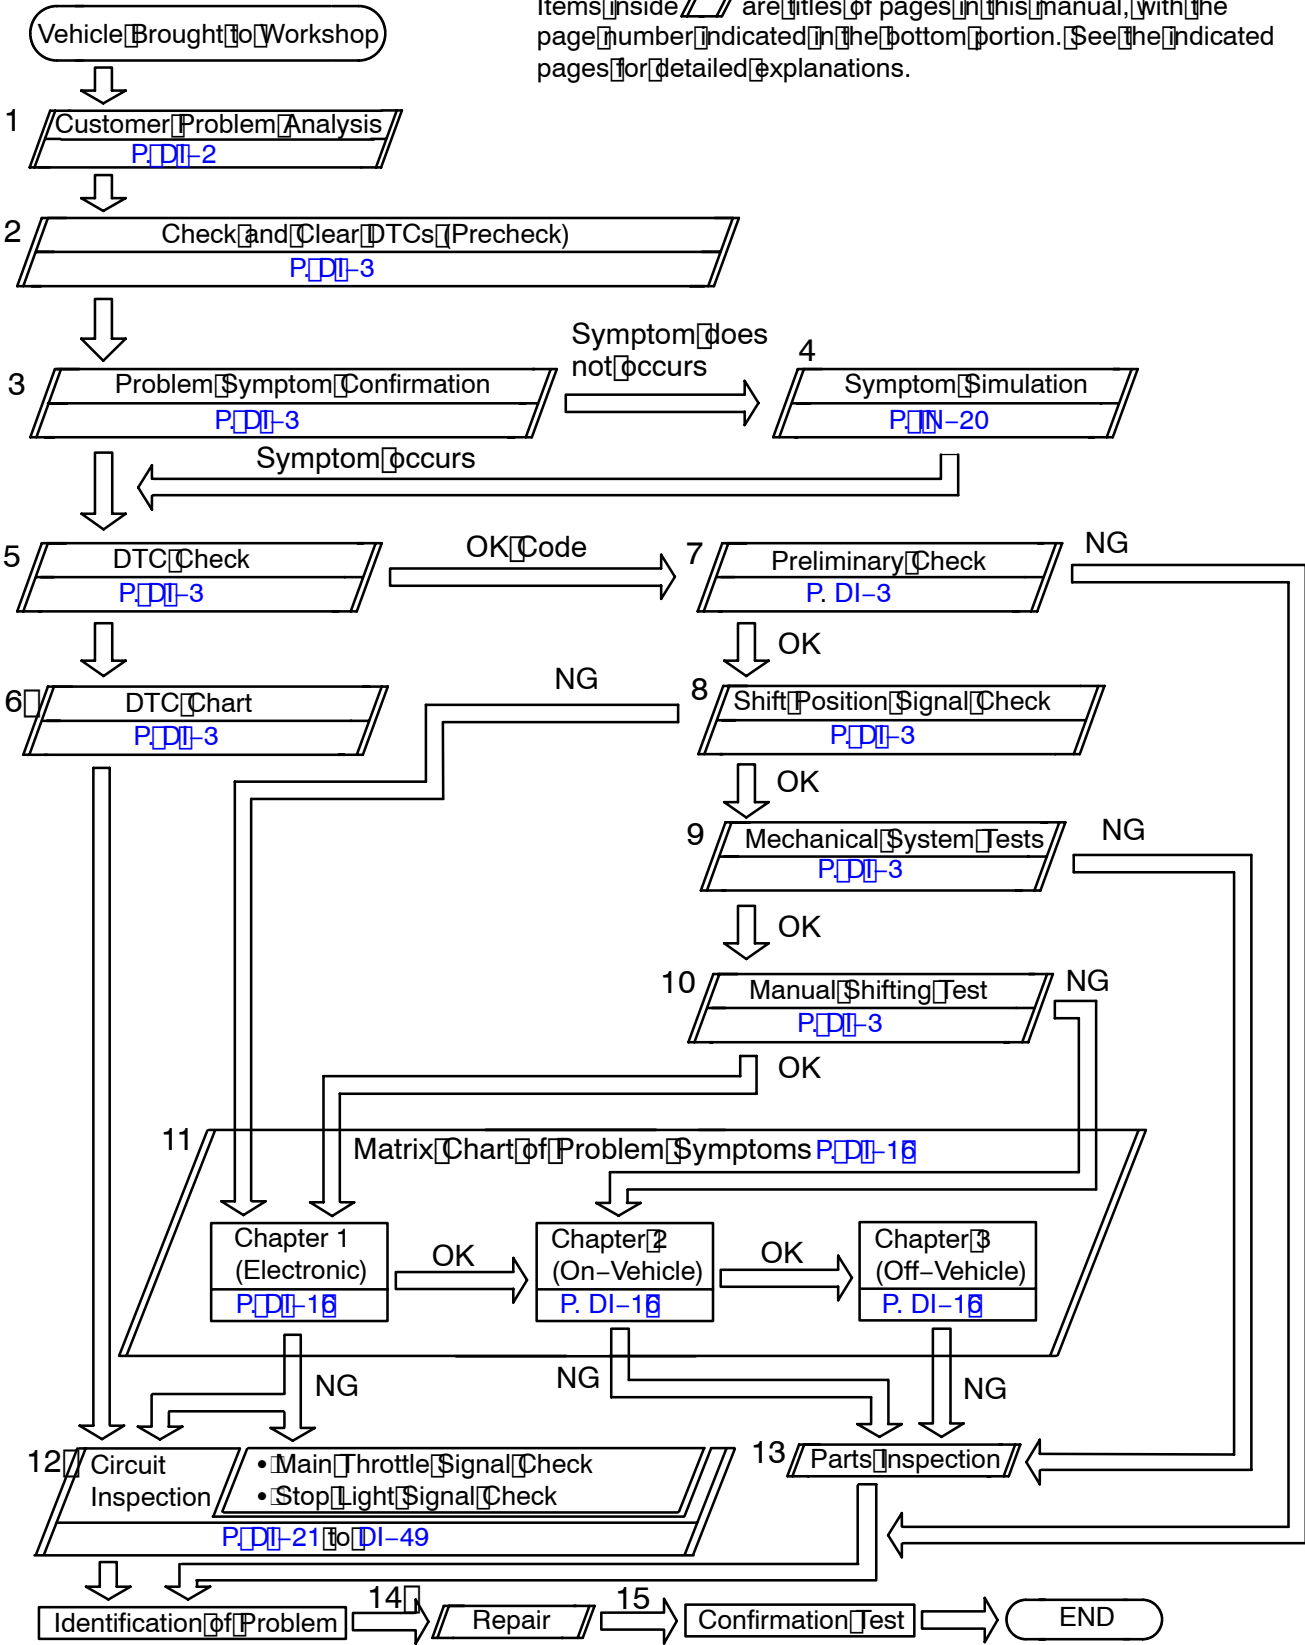 Vehicle Brought to Workshop
Items inside are titles of pages in this manual, with the
page number indicated in the bottom portion. See the indicated
pages for detailed explanations.
1
Customer Problem Analysis
P. DI–2
2
Check and Clear DTCs (Precheck)
P. DI–3
Symptom does
not occurs
3
Problem Symptom Confirmation
P. DI–3
4
Symptom Simulation
P. IN–20
Symptom occurs
5
DTC Check
P. DI–3
OK Code
7
Preliminary Check
P. DI–3
NG
OK
6
DTC Chart
P. DI–3
NG
8
Shift Position Signal Check
P. DI–3
OK
9
Mechanical System Tests
P. DI–3
NG
OK
10
Manual Shifting Test
P. DI–3
NG
OK
11
Matrix Chart of Problem Symptoms P. DI–16
Chapter 1
(Electronic)
P. DI–16
OK
Chapter 2
(On–Vehicle)
P. DI–16
OK
Chapter 3
(Off–Vehicle)
P. DI–16
NG
NG
NG
12
Circuit
Inspection
• Main Throttle Signal Check
• Stop Light Signal Check
P. DI–21 to DI–49
13
Parts Inspection
Identification of Problem
14
Repair
15
Confirmation Test
END